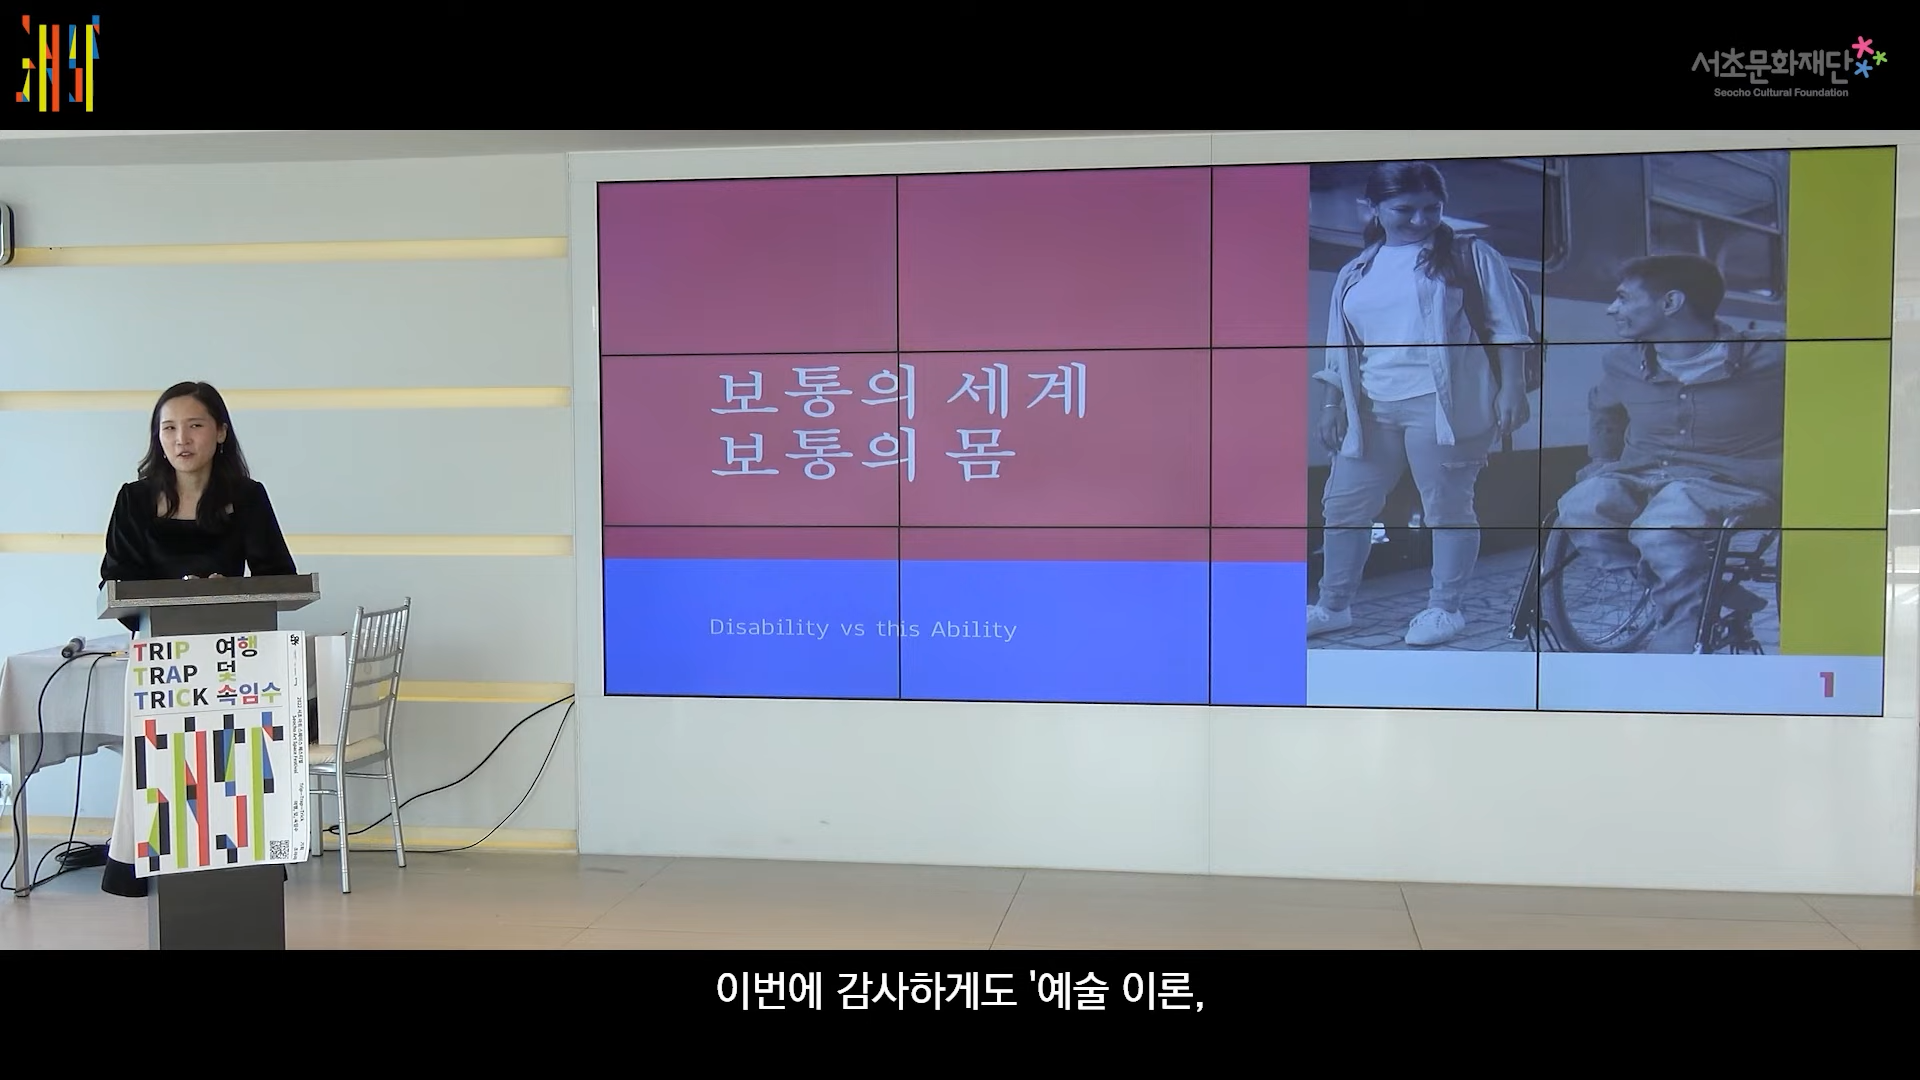 서초문화재단
Seocho Cultural Foundation
보통의 세계
보통의 몸
Disability vs this Ability
1
TRIP 여행
TRAP 덫
TRICK 속임수
이번에 감사하게도 '예술 이론,